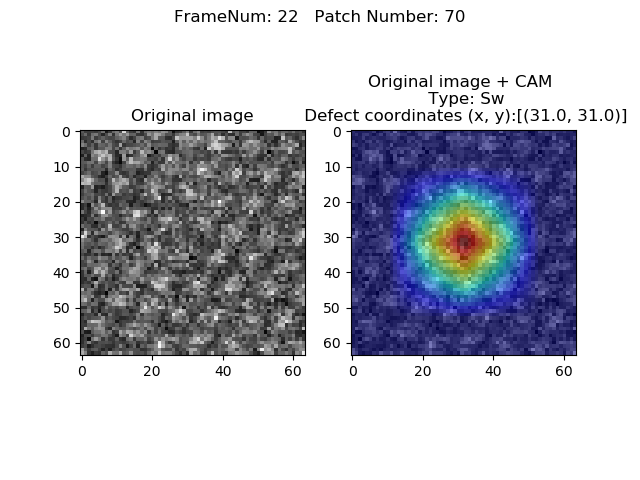 FrameNum: 22   Patch Number: 70
Original image
Original image + CAM
Type: Sw
Defect coordinates (x, y):[(31.0, 31.0)]
0
10
20
30
40
50
60
0 20 40 60
0
10
20
30
40
50
60
0 20 40 60